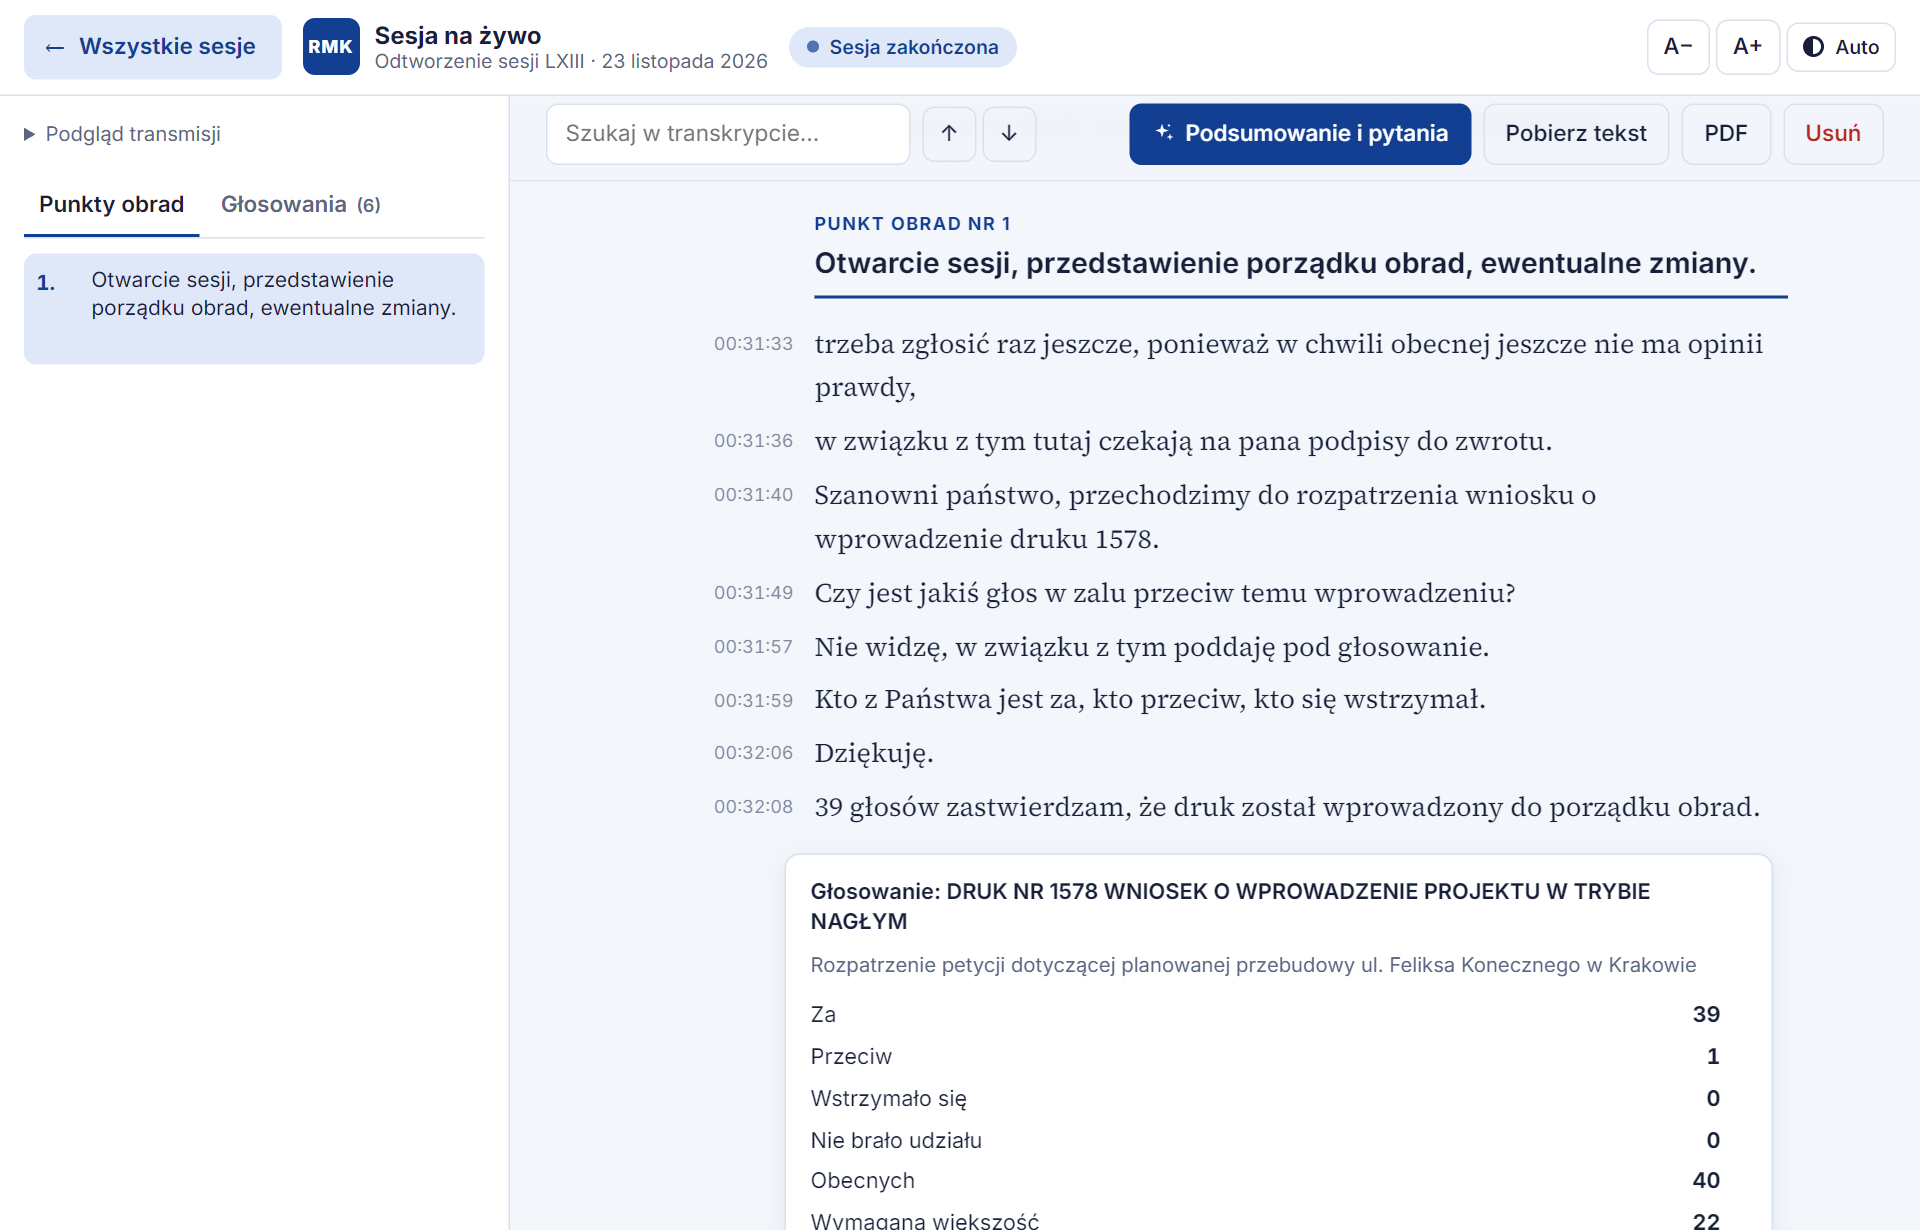 ← Wszystkie sesje
RMK
Sesja na żywo
Odtworzenie sesji LXIII · 23 listopada 2026
Sesja zakończona
A−
A+
Auto
Podgląd transmisji
Punkty obrad
Głosowania (6)
1. Otwarcie sesji, przedstawienie
porządku obrad, ewentualne zmiany.
Szukaj w transkrypcie...
↑
↓
Podsumowanie i pytania
Pobierz tekst
PDF
Usuń
PUNKT OBRAD NR 1
Otwarcie sesji, przedstawienie porządku obrad, ewentualne zmiany.
00:31:33 trzeba zgłosić raz jeszcze, ponieważ w chwili obecnej jeszcze nie ma opinii
prawdy,
00:31:36 w związku z tym tutaj czekają na pana podpisy do zwrotu.
00:31:40 Szanowni państwo, przechodzimy do rozpatrzenia wniosku o
wprowadzenie druku 1578.
00:31:49 Czy jest jakiś głos w zalu przeciw temu wprowadzeniu?
00:31:57 Nie widzę, w związku z tym poddaję pod głosowanie.
00:31:59 Kto z Państwa jest za, kto przeciw, kto się wstrzymał.
00:32:06 Dziękuję.
00:32:08 39 głosów zastwierdzam, że druk został wprowadzony do porządku obrad.
Głosowanie: DRUK NR 1578 WNIOSEK O WPROWADZENIE PROJEKTU W TRYBIE
NAGŁYM
Rozpatrzenie petycji dotyczącej planowanej przebudowy ul. Feliksa Konecznego w Krakowie
Za 39
Przeciw 1
Wstrzymało się 0
Nie brało udziału 0
Obecnych 40
Wymagana większość 22